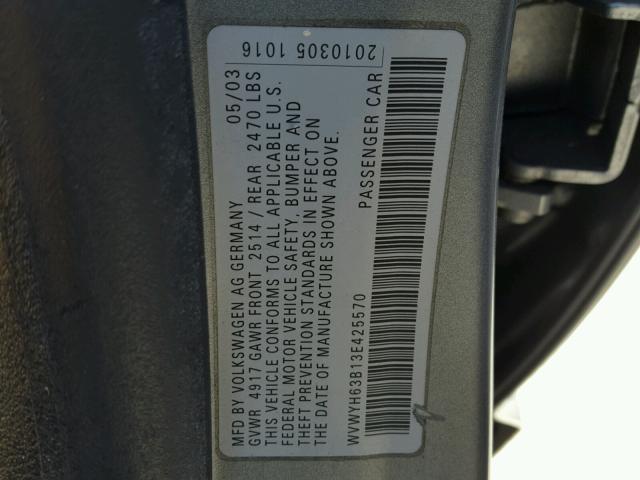 MFD BY VOLKSWAGEN AG GERMANY 05/03
GVWR 4917 GAWR FRONT 2514 / REAR 2470 LBS
THIS VEHICLE CONFORMS TO ALL APPLICABLE U.S.
FEDERAL MOTOR VEHICLE SAFETY, BUMPER AND
THEFT PREVENTION STANDARDS IN EFFECT ON
THE DATE OF MANUFACTURE SHOWN ABOVE.
WVWYH63B13E425570 PASSENGER CAR
2010305 1016